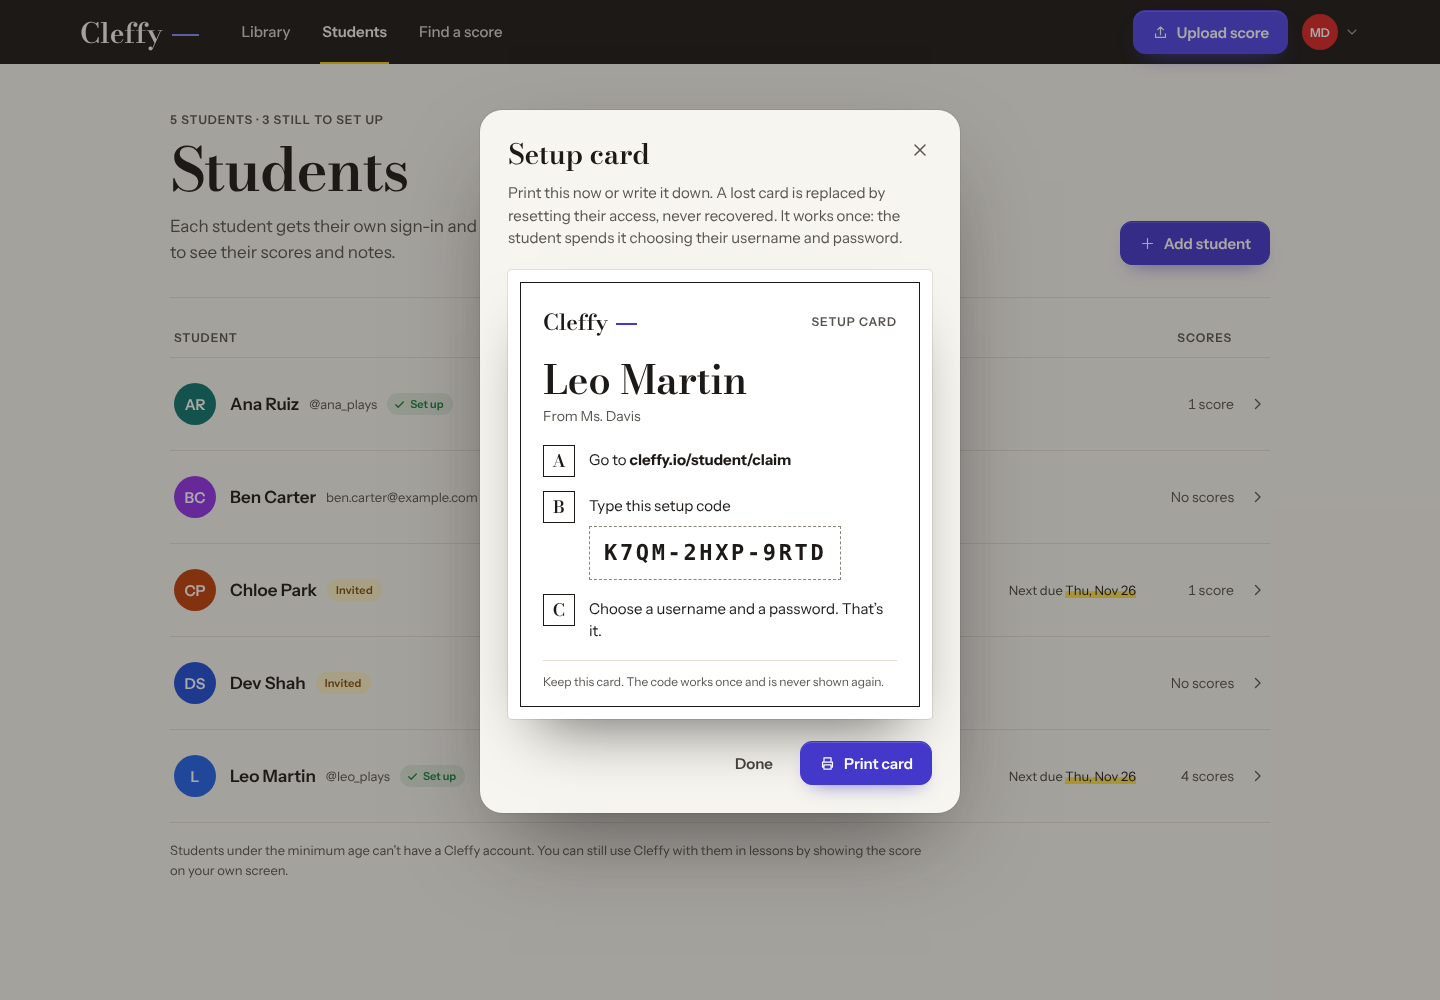 Cleffy
Library
Students
Find a score
Upload score
MD
5 STUDENTS · 3 STILL TO SET UP
Students
Each student gets their own sign-in and
to see their scores and notes.
Add student
STUDENT
SCORES
AR
Ana Ruiz
@ana_plays
Set up
1 score
BC
Ben Carter
ben.carter@example.com
No scores
CP
Chloe Park
Invited
Next due Thu, Nov 26
1 score
DS
Dev Shah
Invited
No scores
L
Leo Martin
@leo_plays
Set up
Next due Thu, Nov 26
4 scores
Students under the minimum age can't have a Cleffy account. You can still use Cleffy with them in lessons by showing the score
on your own screen.
Setup card
Print this now or write it down. A lost card is replaced by
resetting their access, never recovered. It works once: the
student spends it choosing their username and password.
Cleffy
SETUP CARD
Leo Martin
From Ms. Davis
A
Go to cleffy.io/student/claim
B
Type this setup code
K7QM-2HXP-9RTD
C
Choose a username and a password. That's
it.
Keep this card. The code works once and is never shown again.
Done
Print card